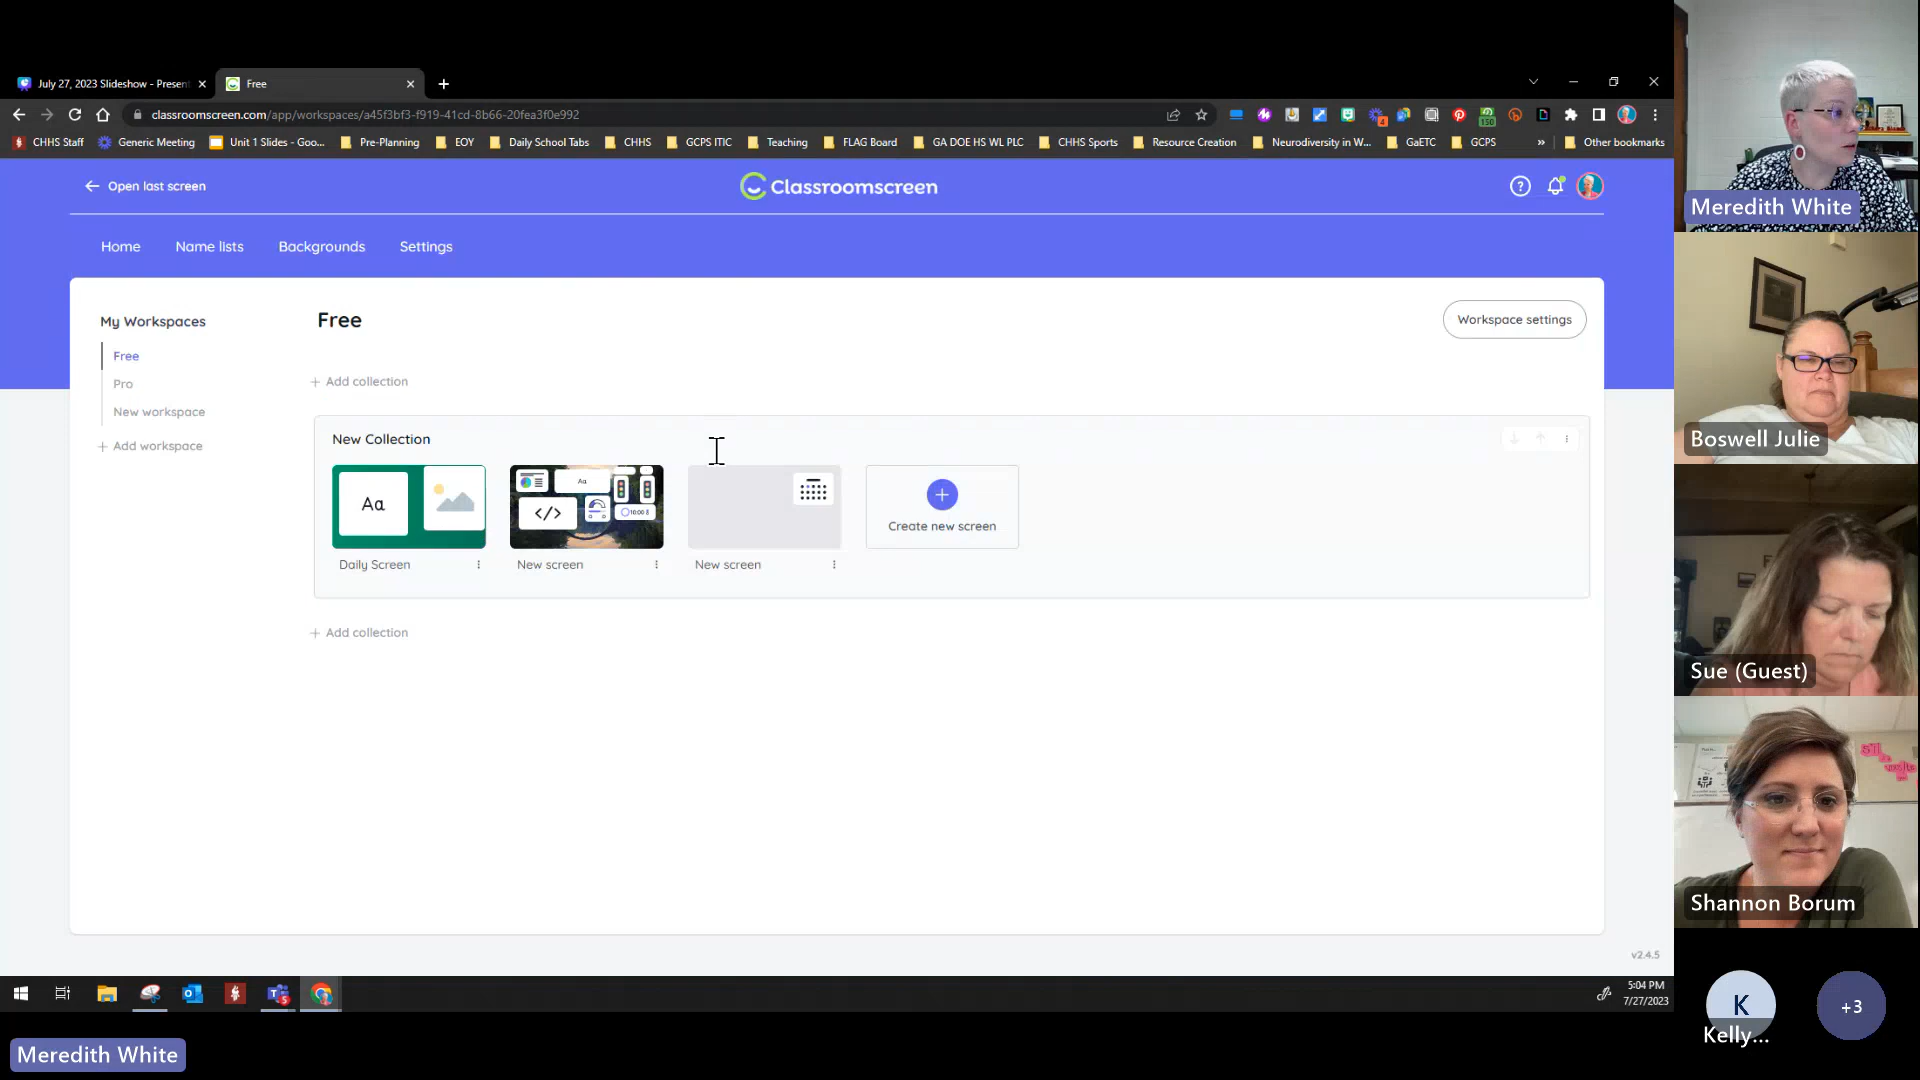 July 27, 2023 Slideshow - Present
Free
classroomscreen.com/app/workspaces/a45f3bf3-f919-41cd-8b66-20fea3f0e992
CHHS Staff
Generic Meeting
Unit 1 Slides - Goo...
Pre-Planning
EOY
Daily School Tabs
CHHS
GCPS ITIC
Teaching
FLAG Board
GA DOE HS WL PLC
CHHS Sports
Resource Creation
Neurodiversity in W...
GaETC
GCPS
»
Other bookmarks
Open last screen
Classroomscreen
Home
Name lists
Backgrounds
Settings
My Workspaces
Free
Pro
New workspace
+ Add workspace
Free
Workspace settings
+ Add collection
New Collection
Aa
Aa
</>
10:00
Create new screen
Daily Screen
New screen
New screen
+ Add collection
v2.4.5
5:04 PM
7/27/2023
Meredith White
Boswell Julie
Sue (Guest)
Shannon Borum
K
Kelly...
+3
Meredith White